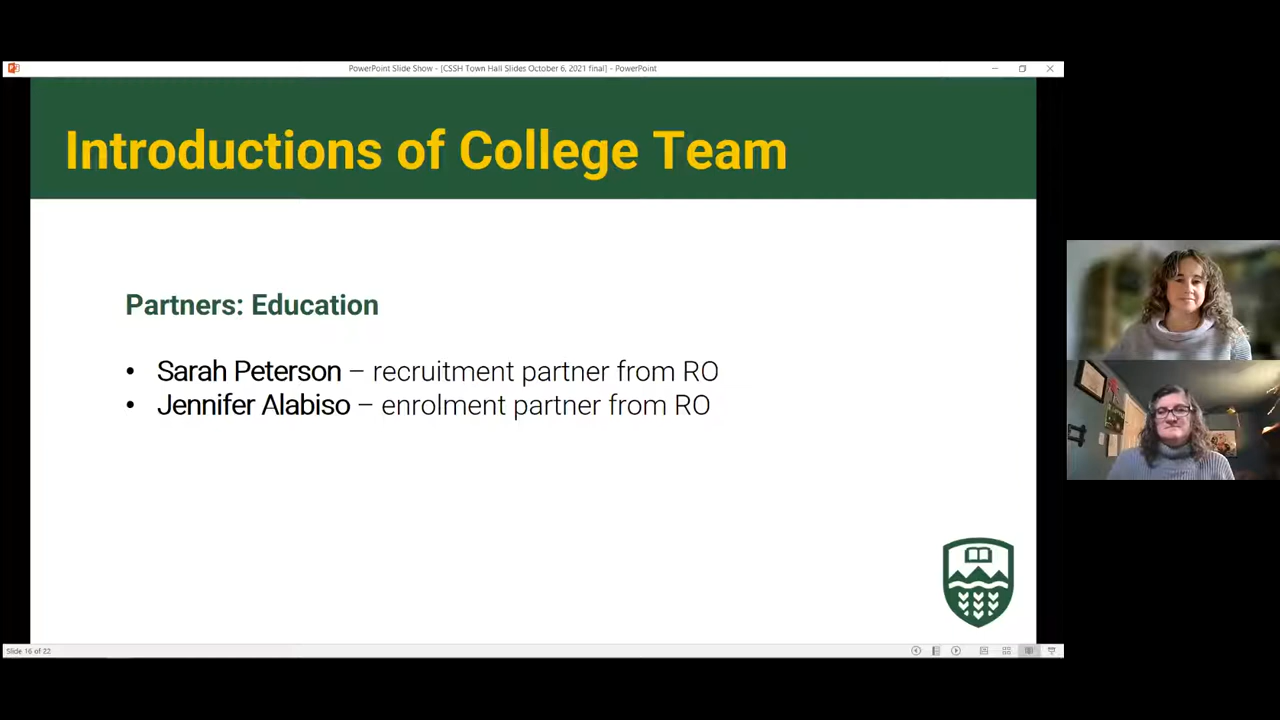 PowerPoint Slide Show - [CSSH Town Hall Slides October 6, 2021 final] - PowerPoint
Introductions of College Team
Partners: Education
• Sarah Peterson – recruitment partner from RO
• Jennifer Alabiso – enrolment partner from RO
Slide 16 of 22